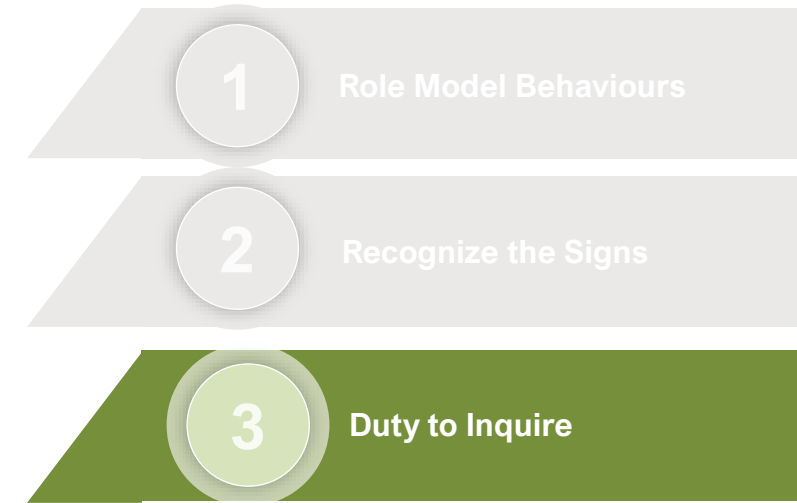 1
Role Model Behaviours
2
Recognize the Signs
3
Duty to Inquire